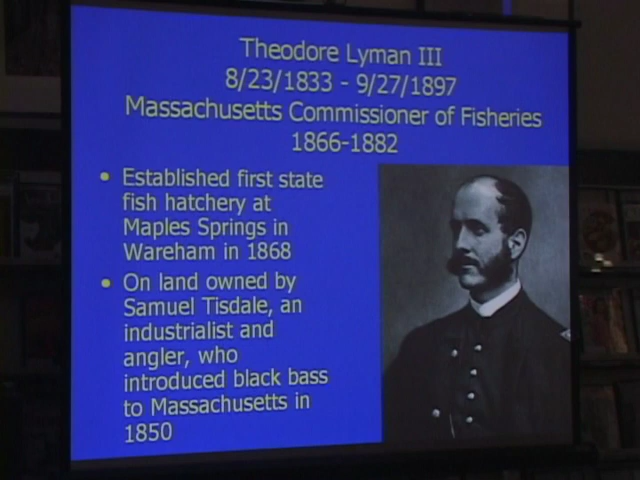 Theodore Lyman III
8/23/1833 - 9/27/1897
Massachusetts Commissioner of Fisheries
1866-1882
• Established first state
fish hatchery at
Maples Springs in
Wareham in 1868
• On land owned by
Samuel Tisdale, an
industrialist and
angler, who
introduced black bass
to Massachusetts in
1850